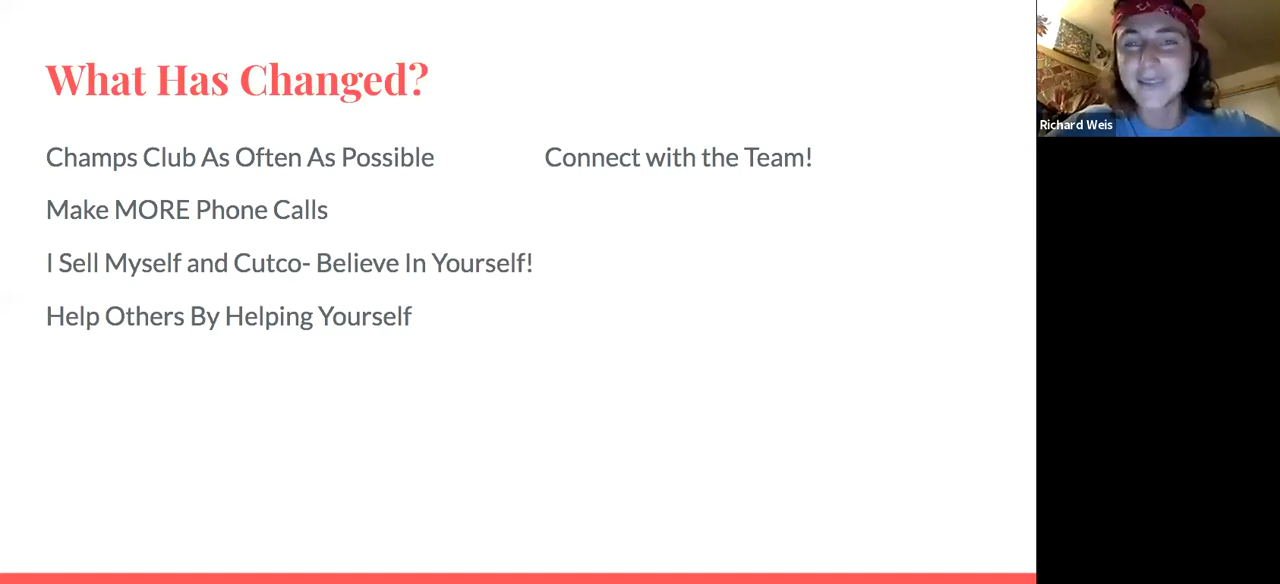 What Has Changed?
Champs Club As Often As Possible
Make MORE Phone Calls
I Sell Myself and Cutco- Believe In Yourself!
Help Others By Helping Yourself
Connect with the Team!
Richard Weis